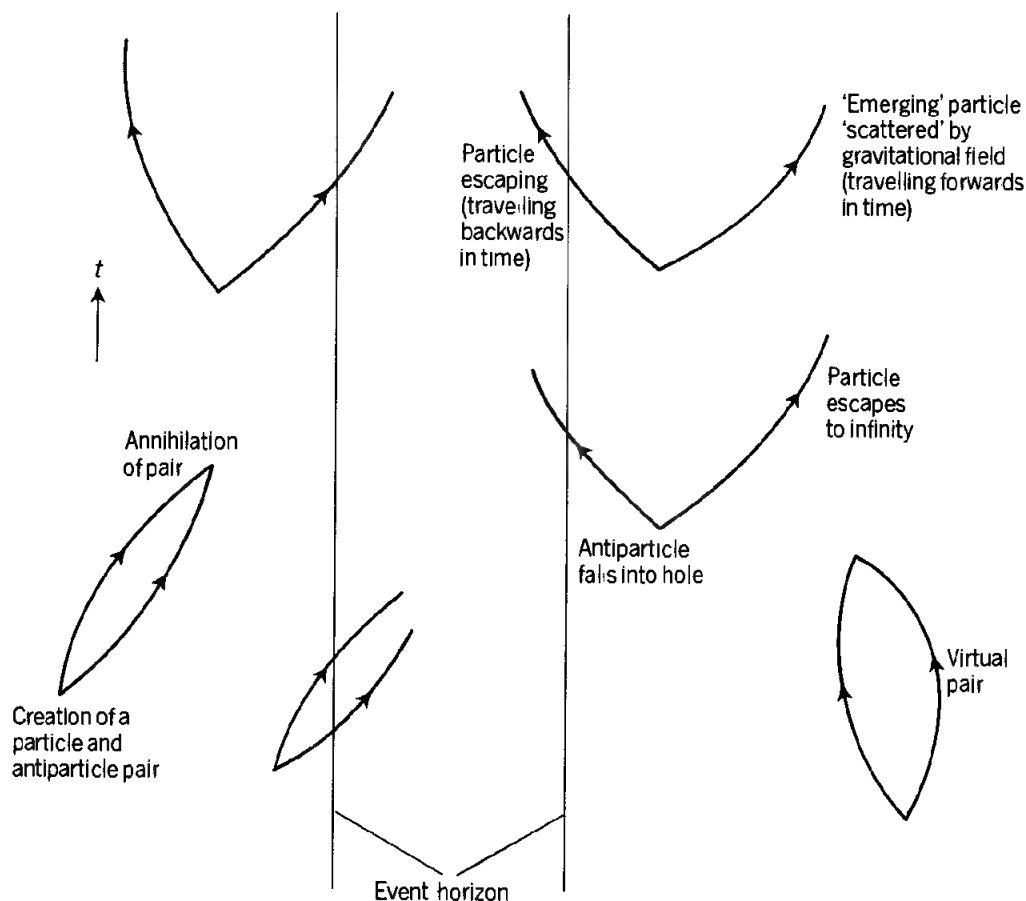 'Emerging' particle
'scattered' by
gravitational field
(travelling forwards
in time)
Particle
escaping
(travelling
backwards
in time)
t
Particle
escapes
to infinity
Annihilation
of pair
Antiparticle
falls into hole
Virtual
pair
Creation of a
particle and
antiparticle pair
Event horizon